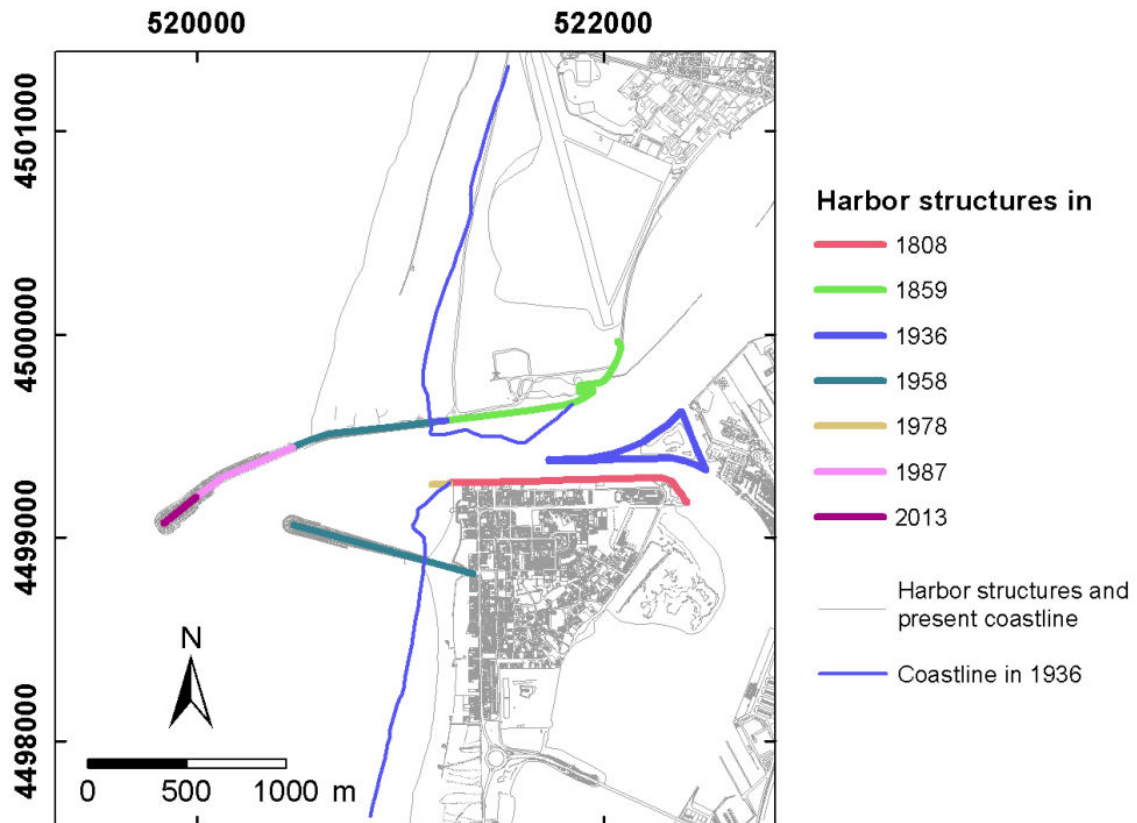 520000
522000
4501000
4500000
4499000
4498000
N
0
500
1000 m
Harbor structures in
1808
1859
1936
1958
1978
1987
2013
Harbor structures and
present coastline
Coastline in 1936